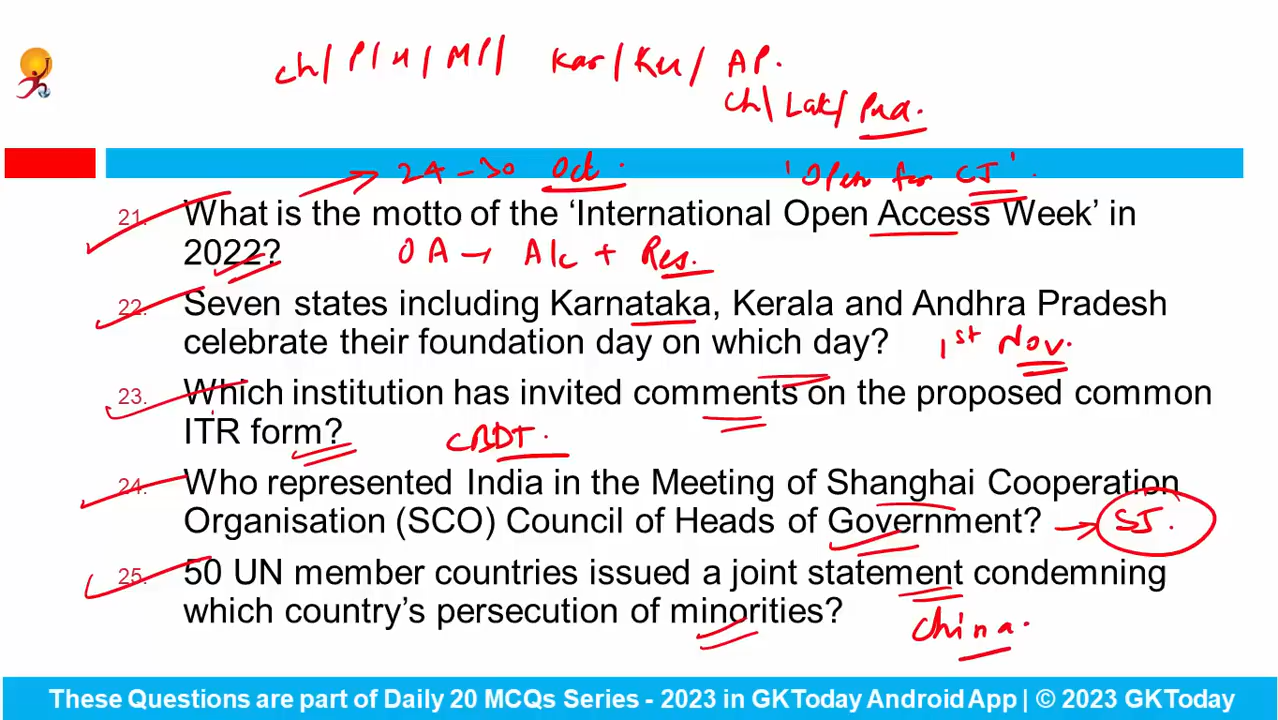 Ch/ P/ H/ MP/ Kar/ Ker/ AP.
Ch/ Lak/ Pud.
24-30 Oct.
'Open for CJ'.
21. What is the motto of the ‘International Open Access Week’ in
2022? OA → A/c + Res.
22. Seven states including Karnataka, Kerala and Andhra Pradesh
celebrate their foundation day on which day? 1st Nov.
23. Which institution has invited comments on the proposed common
ITR form? CBDT.
24. Who represented India in the Meeting of Shanghai Cooperation
Organisation (SCO) Council of Heads of Government? → SJ.
25. 50 UN member countries issued a joint statement condemning
which country’s persecution of minorities? China.
These Questions are part of Daily 20 MCQs Series - 2023 in GKToday Android App | © 2023 GKToday